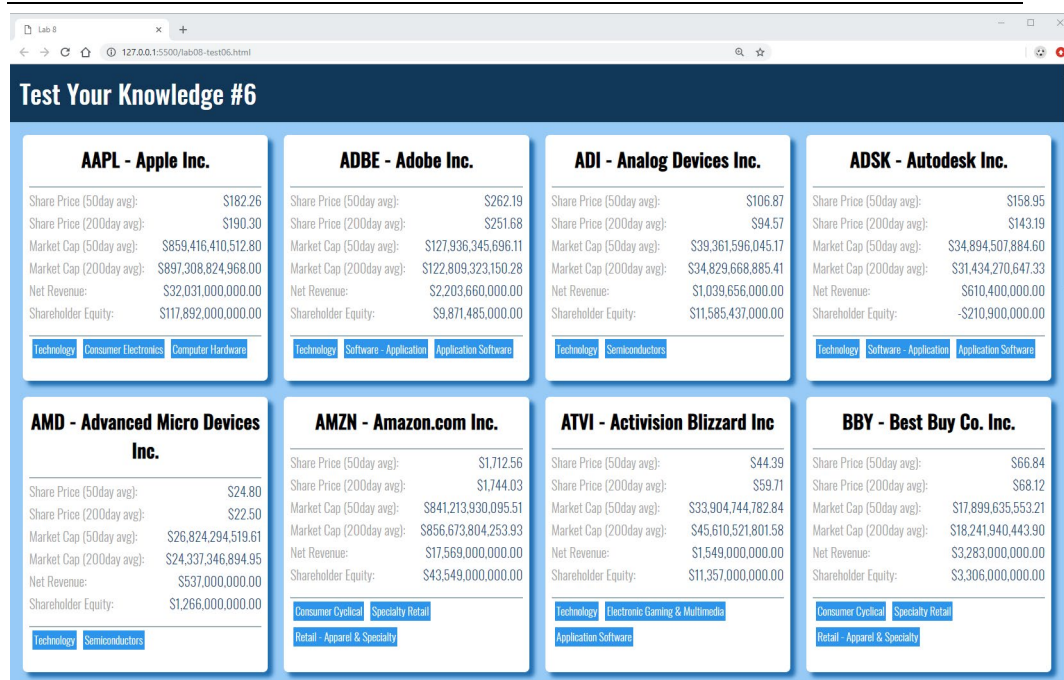 Lab 8
127.0.0.1:5500/lab08-test06.html
Test Your Knowledge #6
AAPL - Apple Inc.
Share Price (50day avg): $182.26
Share Price (200day avg): $190.30
Market Cap (50day avg): $859,416,410,512.80
Market Cap (200day avg): $897,308,824,968.00
Net Revenue: $32,031,000,000.00
Shareholder Equity: $117,892,000,000.00
Technology Consumer Electronics Computer Hardware
ADBE - Adobe Inc.
Share Price (50day avg): $262.19
Share Price (200day avg): $251.68
Market Cap (50day avg): $127,936,345,696.11
Market Cap (200day avg): $122,809,323,150.28
Net Revenue: $2,203,660,000.00
Shareholder Equity: $9,871,485,000.00
Technology Software - Application Application Software
ADI - Analog Devices Inc.
Share Price (50day avg): $106.87
Share Price (200day avg): $94.57
Market Cap (50day avg): $39,361,596,045.17
Market Cap (200day avg): $34,829,668,885.41
Net Revenue: $1,039,656,000.00
Shareholder Equity: $11,585,437,000.00
Technology Semiconductors
ADSK - Autodesk Inc.
Share Price (50day avg): $158.95
Share Price (200day avg): $143.19
Market Cap (50day avg): $34,894,507,884.60
Market Cap (200day avg): $31,434,270,647.33
Net Revenue: $610,400,000.00
Shareholder Equity: -$210,900,000.00
Technology Software - Application Application Software
AMD - Advanced Micro Devices
Inc.
Share Price (50day avg): $24.80
Share Price (200day avg): $22.50
Market Cap (50day avg): $26,824,294,519.61
Market Cap (200day avg): $24,337,346,894.95
Net Revenue: $537,000,000.00
Shareholder Equity: $1,266,000,000.00
Technology Semiconductors
AMZN - Amazon.com Inc.
Share Price (50day avg): $1,712.56
Share Price (200day avg): $1,744.03
Market Cap (50day avg): $841,213,930,095.51
Market Cap (200day avg): $856,673,804,253.93
Net Revenue: $17,569,000,000.00
Shareholder Equity: $43,549,000,000.00
Consumer Cyclical Specialty Retail
Retail - Apparel & Specialty
ATVI - Activision Blizzard Inc
Share Price (50day avg): $44.39
Share Price (200day avg): $59.71
Market Cap (50day avg): $33,904,744,782.84
Market Cap (200day avg): $45,610,521,801.58
Net Revenue: $1,549,000,000.00
Shareholder Equity: $11,357,000,000.00
Technology Electronic Gaming & Multimedia
Application Software
BBY - Best Buy Co. Inc.
Share Price (50day avg): $66.84
Share Price (200day avg): $68.12
Market Cap (50day avg): $17,899,635,553.21
Market Cap (200day avg): $18,241,940,443.90
Net Revenue: $3,283,000,000.00
Shareholder Equity: $3,306,000,000.00
Consumer Cyclical Specialty Retail
Retail - Apparel & Specialty